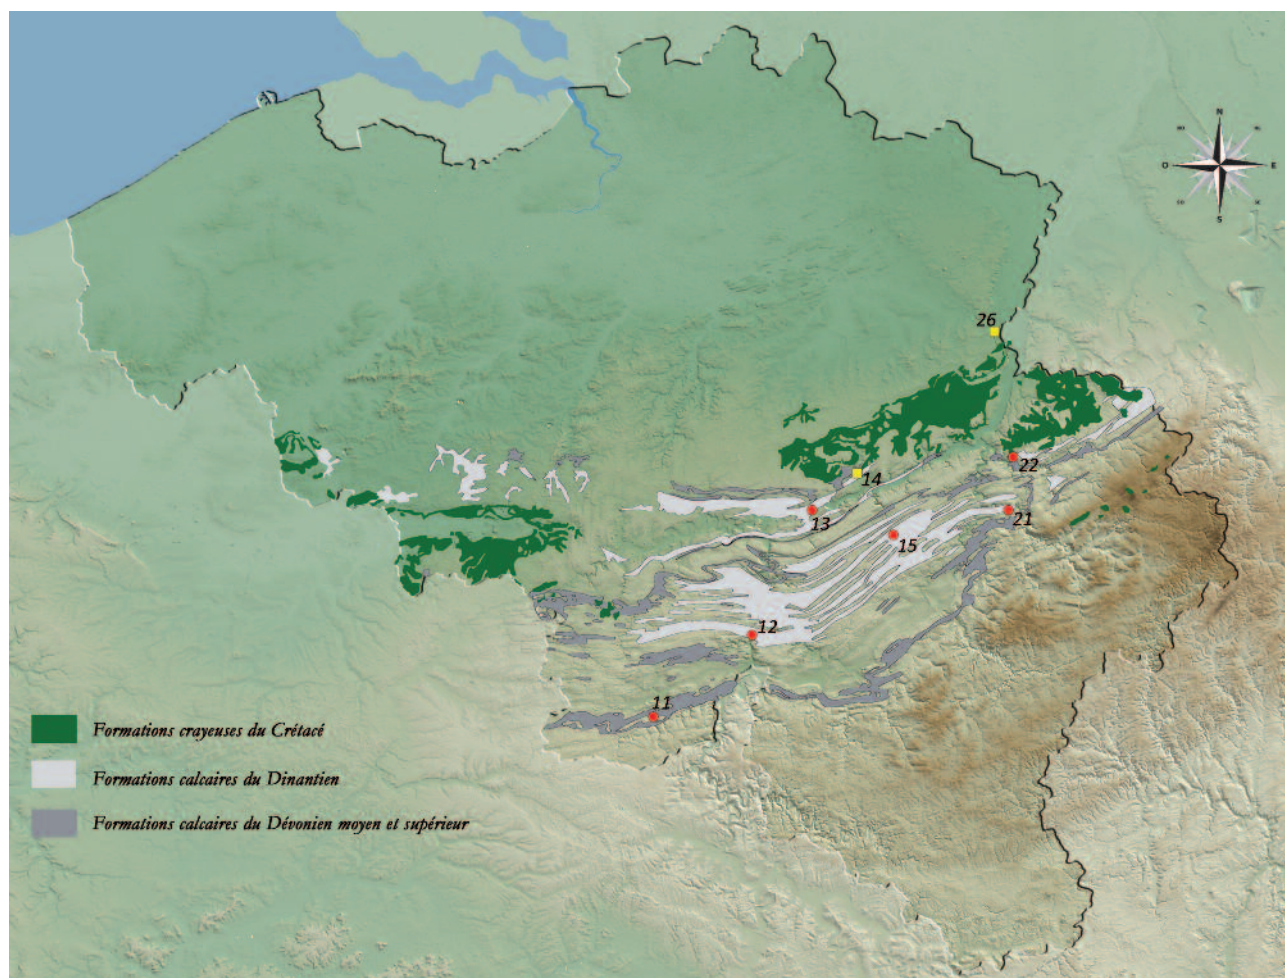 N
O
E
S
26
14
22
13
21
15
12
11
Formations crayeuses du Crétacé
Formations calcaires du Dinantien
Formations calcaires du Dévonien moyen et supérieur